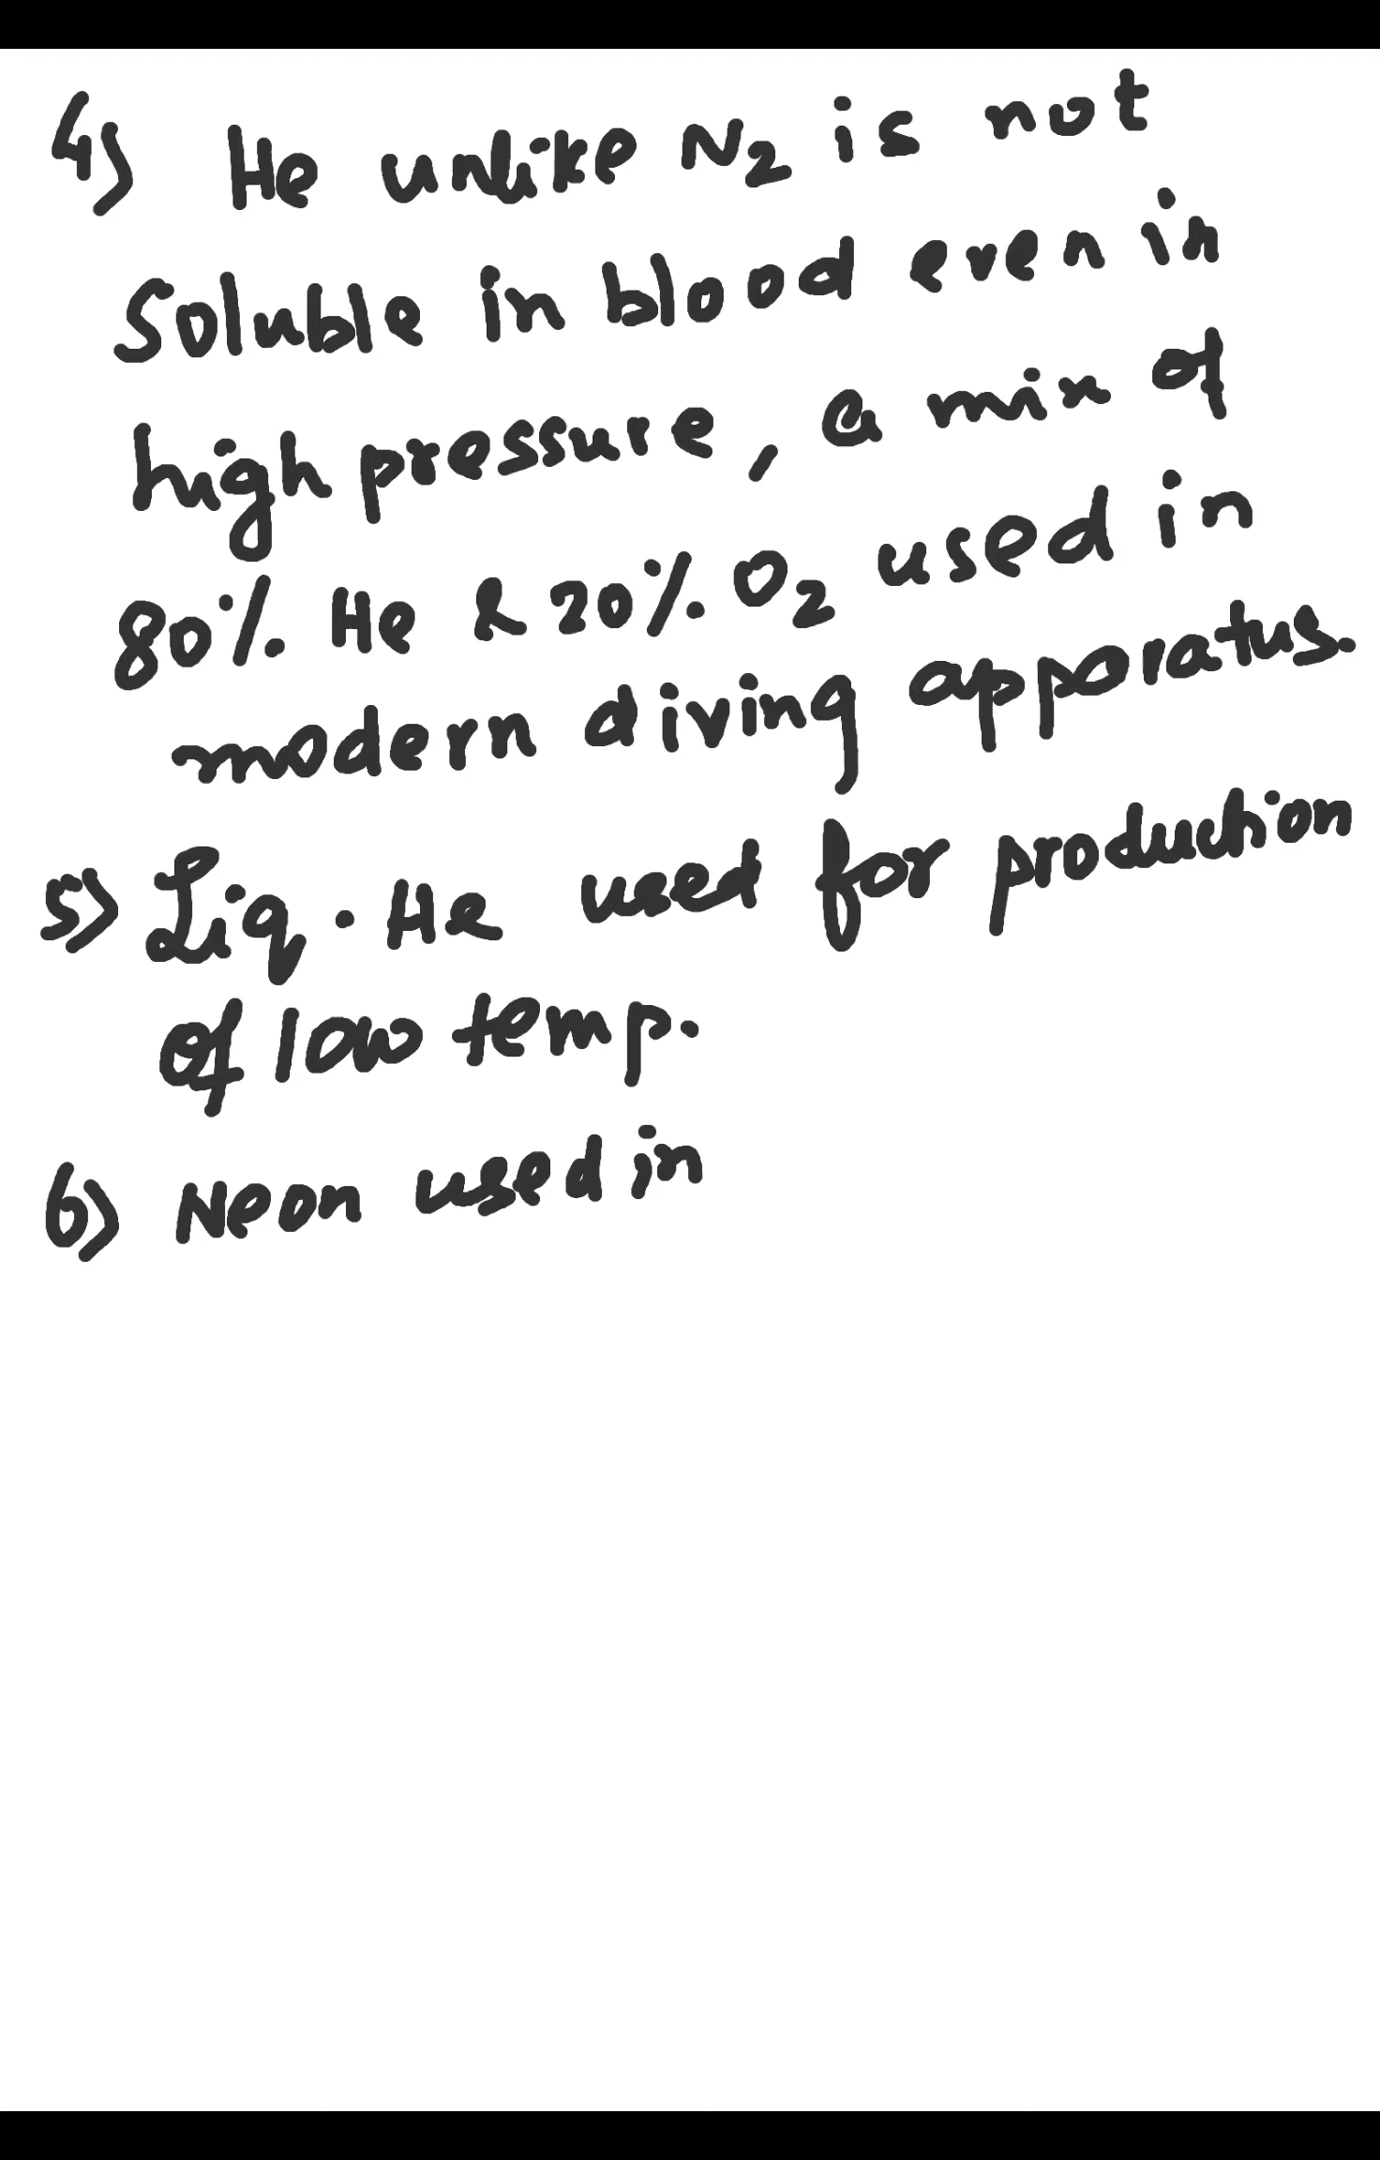 4) He unlike N₂ is not
soluble in blood even in
high pressure, a mix of
80% He & 20% O₂ used in
modern diving apparatus.
5) Liq. He used for production
of low temp.
6) Neon used in